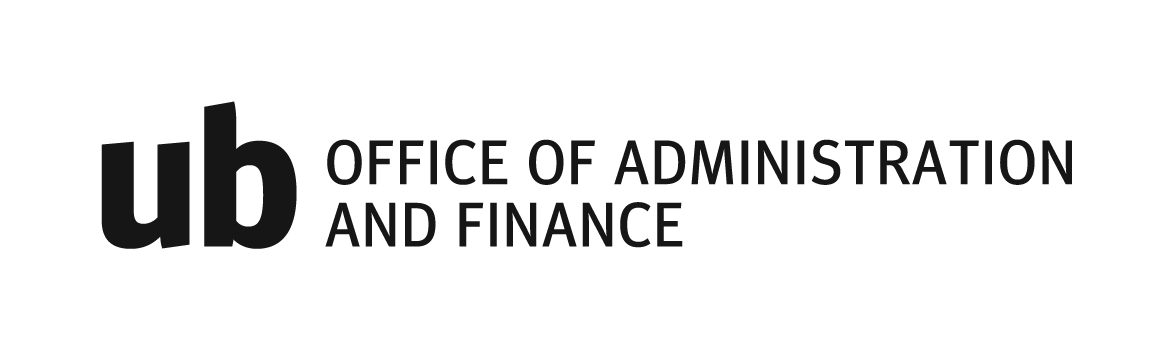 ub OFFICE OF ADMINISTRATION
AND FINANCE